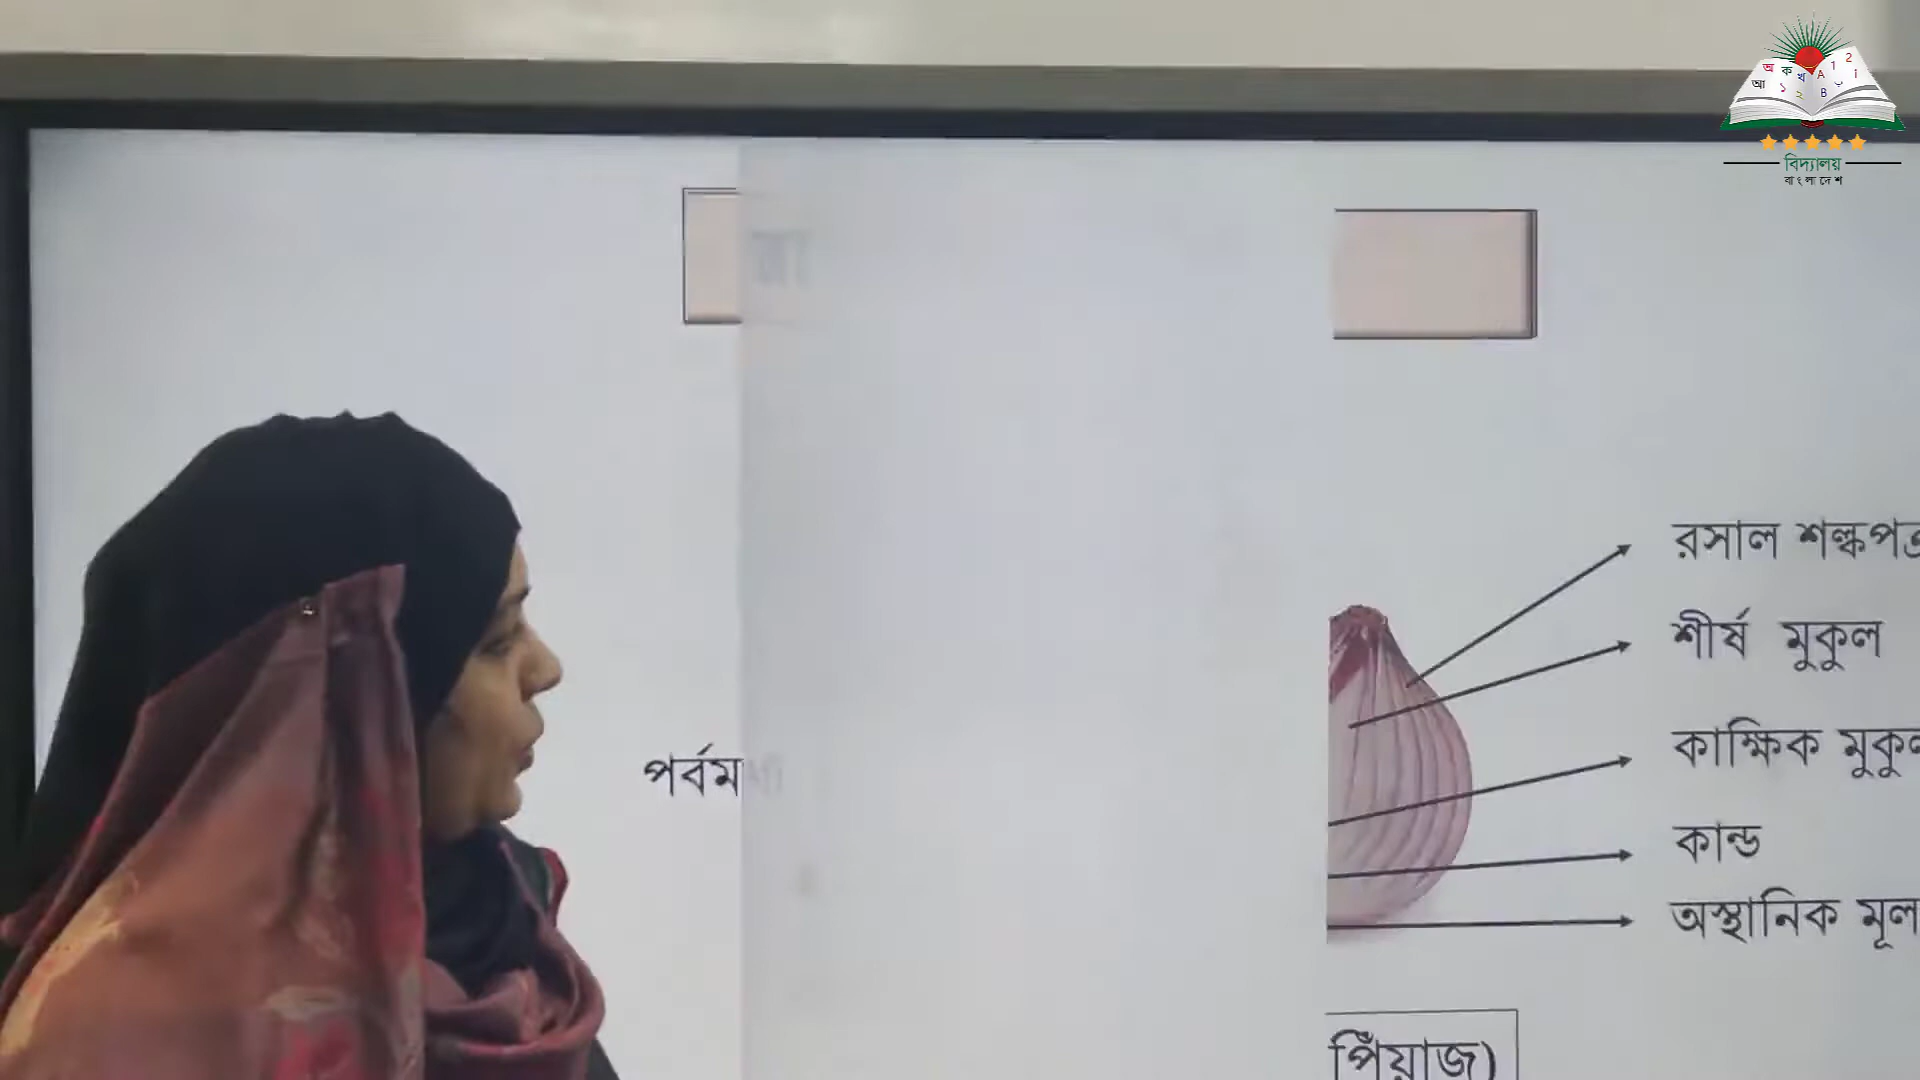 বিদ্যালয়
বাংলাদেশ
রসাল শল্কপত্র
শীর্ষ মুকুল
কাক্ষিক মুকুল
পর্বম
কান্ড
অস্থানিক মূল
পিঁয়াজ)